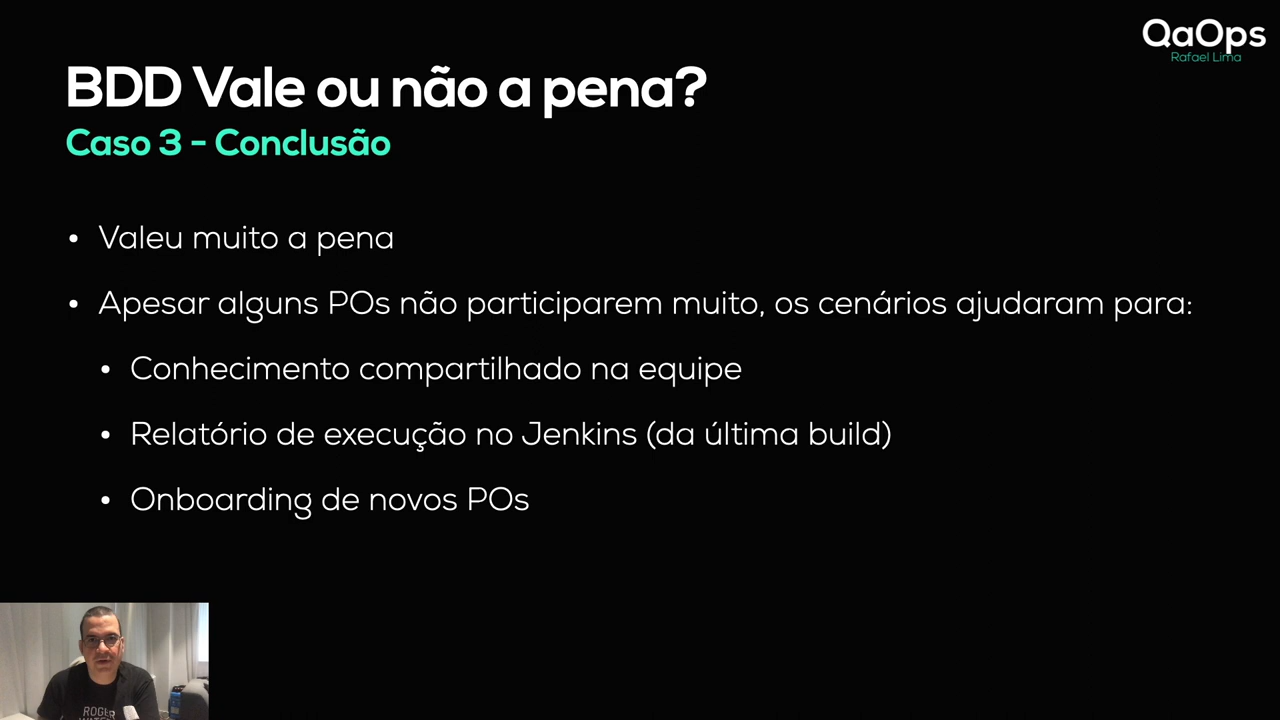 QaOps
Rafael Lima
BDD Vale ou não a pena?
Caso 3 - Conclusão
• Valeu muito a pena
• Apesar alguns POs não participarem muito, os cenários ajudaram para:
• Conhecimento compartilhado na equipe
• Relatório de execução no Jenkins (da última build)
• Onboarding de novos POs
ROGER